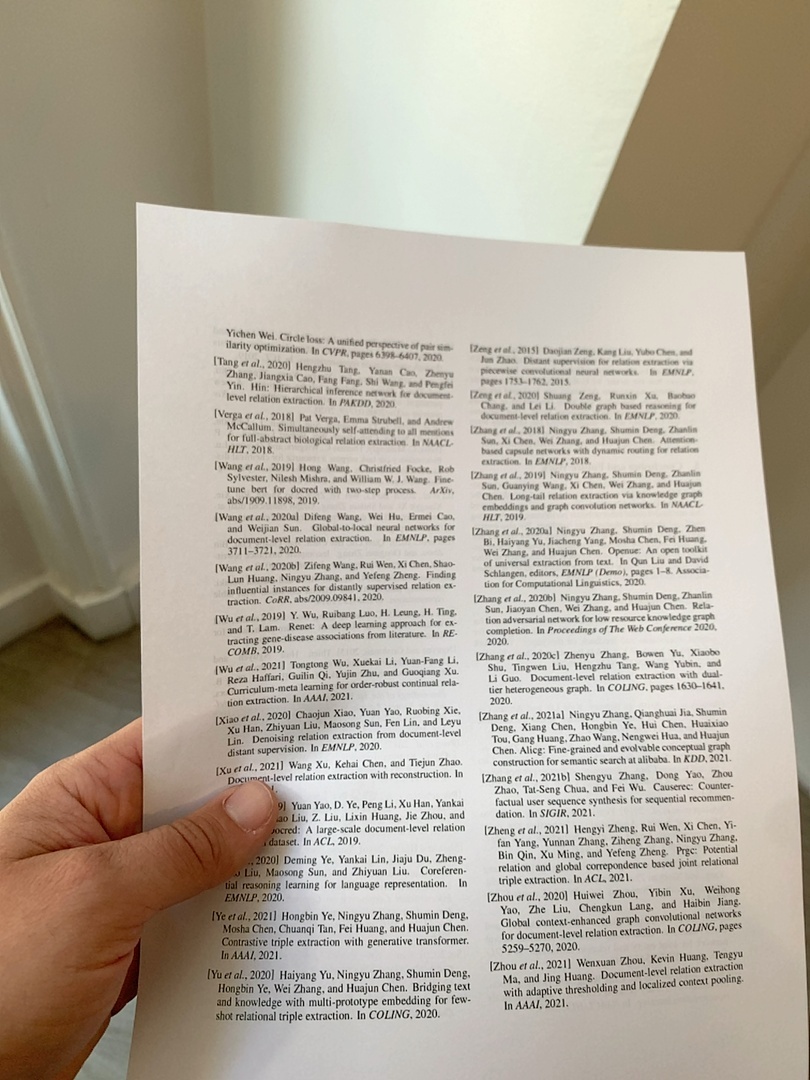 Yichen Wei. Circle loss: A unified perspective of pair sim-
ilarity optimization. In CVPR, pages 6398–6407, 2020.
[Tang et al., 2020] Hengzhu Tang, Yanan Cao, Zhenyu
Zhang, Jiangxia Cao, Fang Fang, Shi Wang, and Pengfei
Yin. Hin: Hierarchical inference network for document-
level relation extraction. In PAKDD, 2020.
[Verga et al., 2018] Pat Verga, Emma Strubell, and Andrew
McCallum. Simultaneously self-attending to all mentions
for full-abstract biological relation extraction. In NAACL-
HLT, 2018.
[Wang et al., 2019] Hong Wang, Christfried Focke, Rob
Sylvester, Nilesh Mishra, and William W. J. Wang. Fine-
tune bert for docred with two-step process. ArXiv,
abs/1909.11898, 2019.
[Wang et al., 2020a] Difeng Wang, Wei Hu, Ermei Cao,
and Weijian Sun. Global-to-local neural networks for
document-level relation extraction. In EMNLP, pages
3711–3721, 2020.
[Wang et al., 2020b] Zifeng Wang, Rui Wen, Xi Chen, Shao-
Lun Huang, Ningyu Zhang, and Yefeng Zheng. Finding
influential instances for distantly supervised relation ex-
traction. CoRR, abs/2009.09841, 2020.
[Wu et al., 2019] Y. Wu, Ruibang Luo, H. Leung, H. Ting,
and T. Lam. Renet: A deep learning approach for ex-
tracting gene-disease associations from literature. In RE-
COMB, 2019.
[Wu et al., 2021] Tongtong Wu, Xuekai Li, Yuan-Fang Li,
Reza Haffari, Guilin Qi, Yujin Zhu, and Guoqiang Xu.
Curriculum-meta learning for order-robust continual rela-
tion extraction. In AAAI, 2021.
[Xiao et al., 2020] Chaojun Xiao, Yuan Yao, Ruobing Xie,
Xu Han, Zhiyuan Liu, Maosong Sun, Fen Lin, and Leyu
Lin. Denoising relation extraction from document-level
distant supervision. In EMNLP, 2020.
[Xu et al., 2021] Wang Xu, Kehai Chen, and Tiejun Zhao.
Document-level relation extraction with reconstruction. In
9] Yuan Yao, D. Ye, Peng Li, Xu Han, Yankai
Liu, Z. Liu, Lixin Huang, Jie Zhou, and
A large-scale document-level relation
dataset. In ACL, 2019.
., 2020] Deming Ye, Yankai Lin, Jiaju Du, Zheng-
Liu, Maosong Sun, and Zhiyuan Liu. Coreferen-
tial reasoning learning for language representation. In
EMNLP, 2020.
[Ye et al., 2021] Hongbin Ye, Ningyu Zhang, Shumin Deng,
Mosha Chen, Chuanqi Tan, Fei Huang, and Huajun Chen.
Contrastive triple extraction with generative transformer.
In AAAI, 2021.
[Yu et al., 2020] Haiyang Yu, Ningyu Zhang, Shumin Deng,
Hongbin Ye, Wei Zhang, and Huajun Chen. Bridging text
and knowledge with multi-prototype embedding for few-
shot relational triple extraction. In COLING, 2020.
[Zeng et al., 2015] Daojian Zeng, Kang Liu, Yubo Chen, and
Jun Zhao. Distant supervision for relation extraction via
piecewise convolutional neural networks. In EMNLP,
pages 1753–1762, 2015.
[Zeng et al., 2020] Shuang Zeng, Runxin Xu, Baobao
Chang, and Lei Li. Double graph based reasoning for
document-level relation extraction. In EMNLP, 2020.
[Zhang et al., 2018] Ningyu Zhang, Shumin Deng, Zhanlin
Sun, Xi Chen, Wei Zhang, and Huajun Chen. Attention-
based capsule networks with dynamic routing for relation
extraction. In EMNLP, 2018.
[Zhang et al., 2019] Ningyu Zhang, Shumin Deng, Zhanlin
Sun, Guanying Wang, Xi Chen, Wei Zhang, and Huajun
Chen. Long-tail relation extraction via knowledge graph
embeddings and graph convolution networks. In NAACL-
HLT, 2019.
[Zhang et al., 2020a] Ningyu Zhang, Shumin Deng, Zhen
Bi, Haiyang Yu, Jiacheng Yang, Mosha Chen, Fei Huang,
Wei Zhang, and Huajun Chen. Openue: An open toolkit
of universal extraction from text. In Qun Liu and David
Schlangen, editors, EMNLP (Demo), pages 1–8. Associa-
tion for Computational Linguistics, 2020.
[Zhang et al., 2020b] Ningyu Zhang, Shumin Deng, Zhanlin
Sun, Jiaoyan Chen, Wei Zhang, and Huajun Chen. Rela-
tion adversarial network for low resource knowledge graph
completion. In Proceedings of The Web Conference 2020,
2020.
[Zhang et al., 2020c] Zhenyu Zhang, Bowen Yu, Xiaobo
Shu, Tingwen Liu, Hengzhu Tang, Wang Yubin, and
Li Guo. Document-level relation extraction with dual-
tier heterogeneous graph. In COLING, pages 1630–1641,
2020.
[Zhang et al., 2021a] Ningyu Zhang, Qianghuai Jia, Shumin
Deng, Xiang Chen, Hongbin Ye, Hui Chen, Huaixiao
Tou, Gang Huang, Zhao Wang, Nengwei Hua, and Huajun
Chen. Alicg: Fine-grained and evolvable conceptual graph
construction for semantic search at alibaba. In KDD, 2021.
[Zhang et al., 2021b] Shengyu Zhang, Dong Yao, Zhou
Zhao, Tat-Seng Chua, and Fei Wu. Causerec: Counter-
factual user sequence synthesis for sequential recommen-
dation. In SIGIR, 2021.
[Zheng et al., 2021] Hengyi Zheng, Rui Wen, Xi Chen, Yi-
fan Yang, Yunnan Zhang, Ziheng Zhang, Ningyu Zhang,
Bin Qin, Xu Ming, and Yefeng Zheng. Prgc: Potential
relation and global correpondence based joint relational
triple extraction. In ACL, 2021.
[Zhou et al., 2020] Huiwei Zhou, Yibin Xu, Weihong
Yao, Zhe Liu, Chengkun Lang, and Haibin Jiang.
Global context-enhanced graph convolutional networks
for document-level relation extraction. In COLING, pages
5259–5270, 2020.
[Zhou et al., 2021] Wenxuan Zhou, Kevin Huang, Tengyu
Ma, and Jing Huang. Document-level relation extraction
with adaptive thresholding and localized context pooling.
In AAAI, 2021.